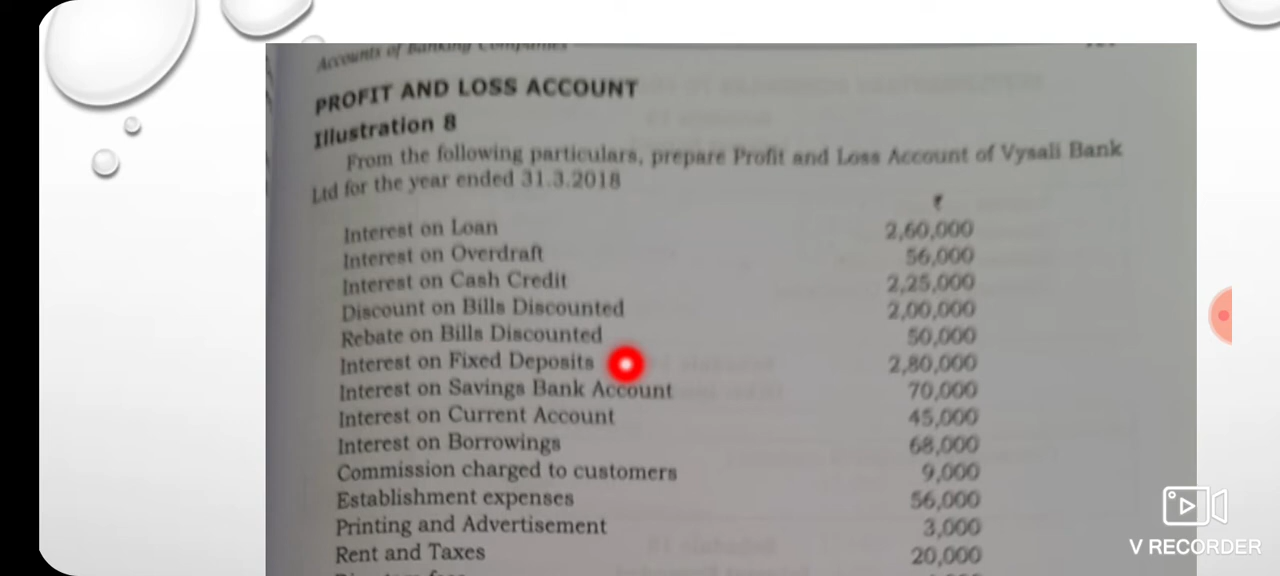 Accounts of Banking Companies
PROFIT AND LOSS ACCOUNT
Illustration 8
From the following particulars, prepare Profit and Loss Account of Vysali Bank
Ltd for the year ended 31.3.2018
₹
Interest on Loan 2,60,000
Interest on Overdraft 56,000
Interest on Cash Credit 2,25,000
Discount on Bills Discounted 2,00,000
Rebate on Bills Discounted 50,000
Interest on Fixed Deposits 2,80,000
Interest on Savings Bank Account 70,000
Interest on Current Account 45,000
Interest on Borrowings 68,000
Commission charged to customers 9,000
Establishment expenses 56,000
Printing and Advertisement 3,000
Rent and Taxes 20,000
V RECORDER